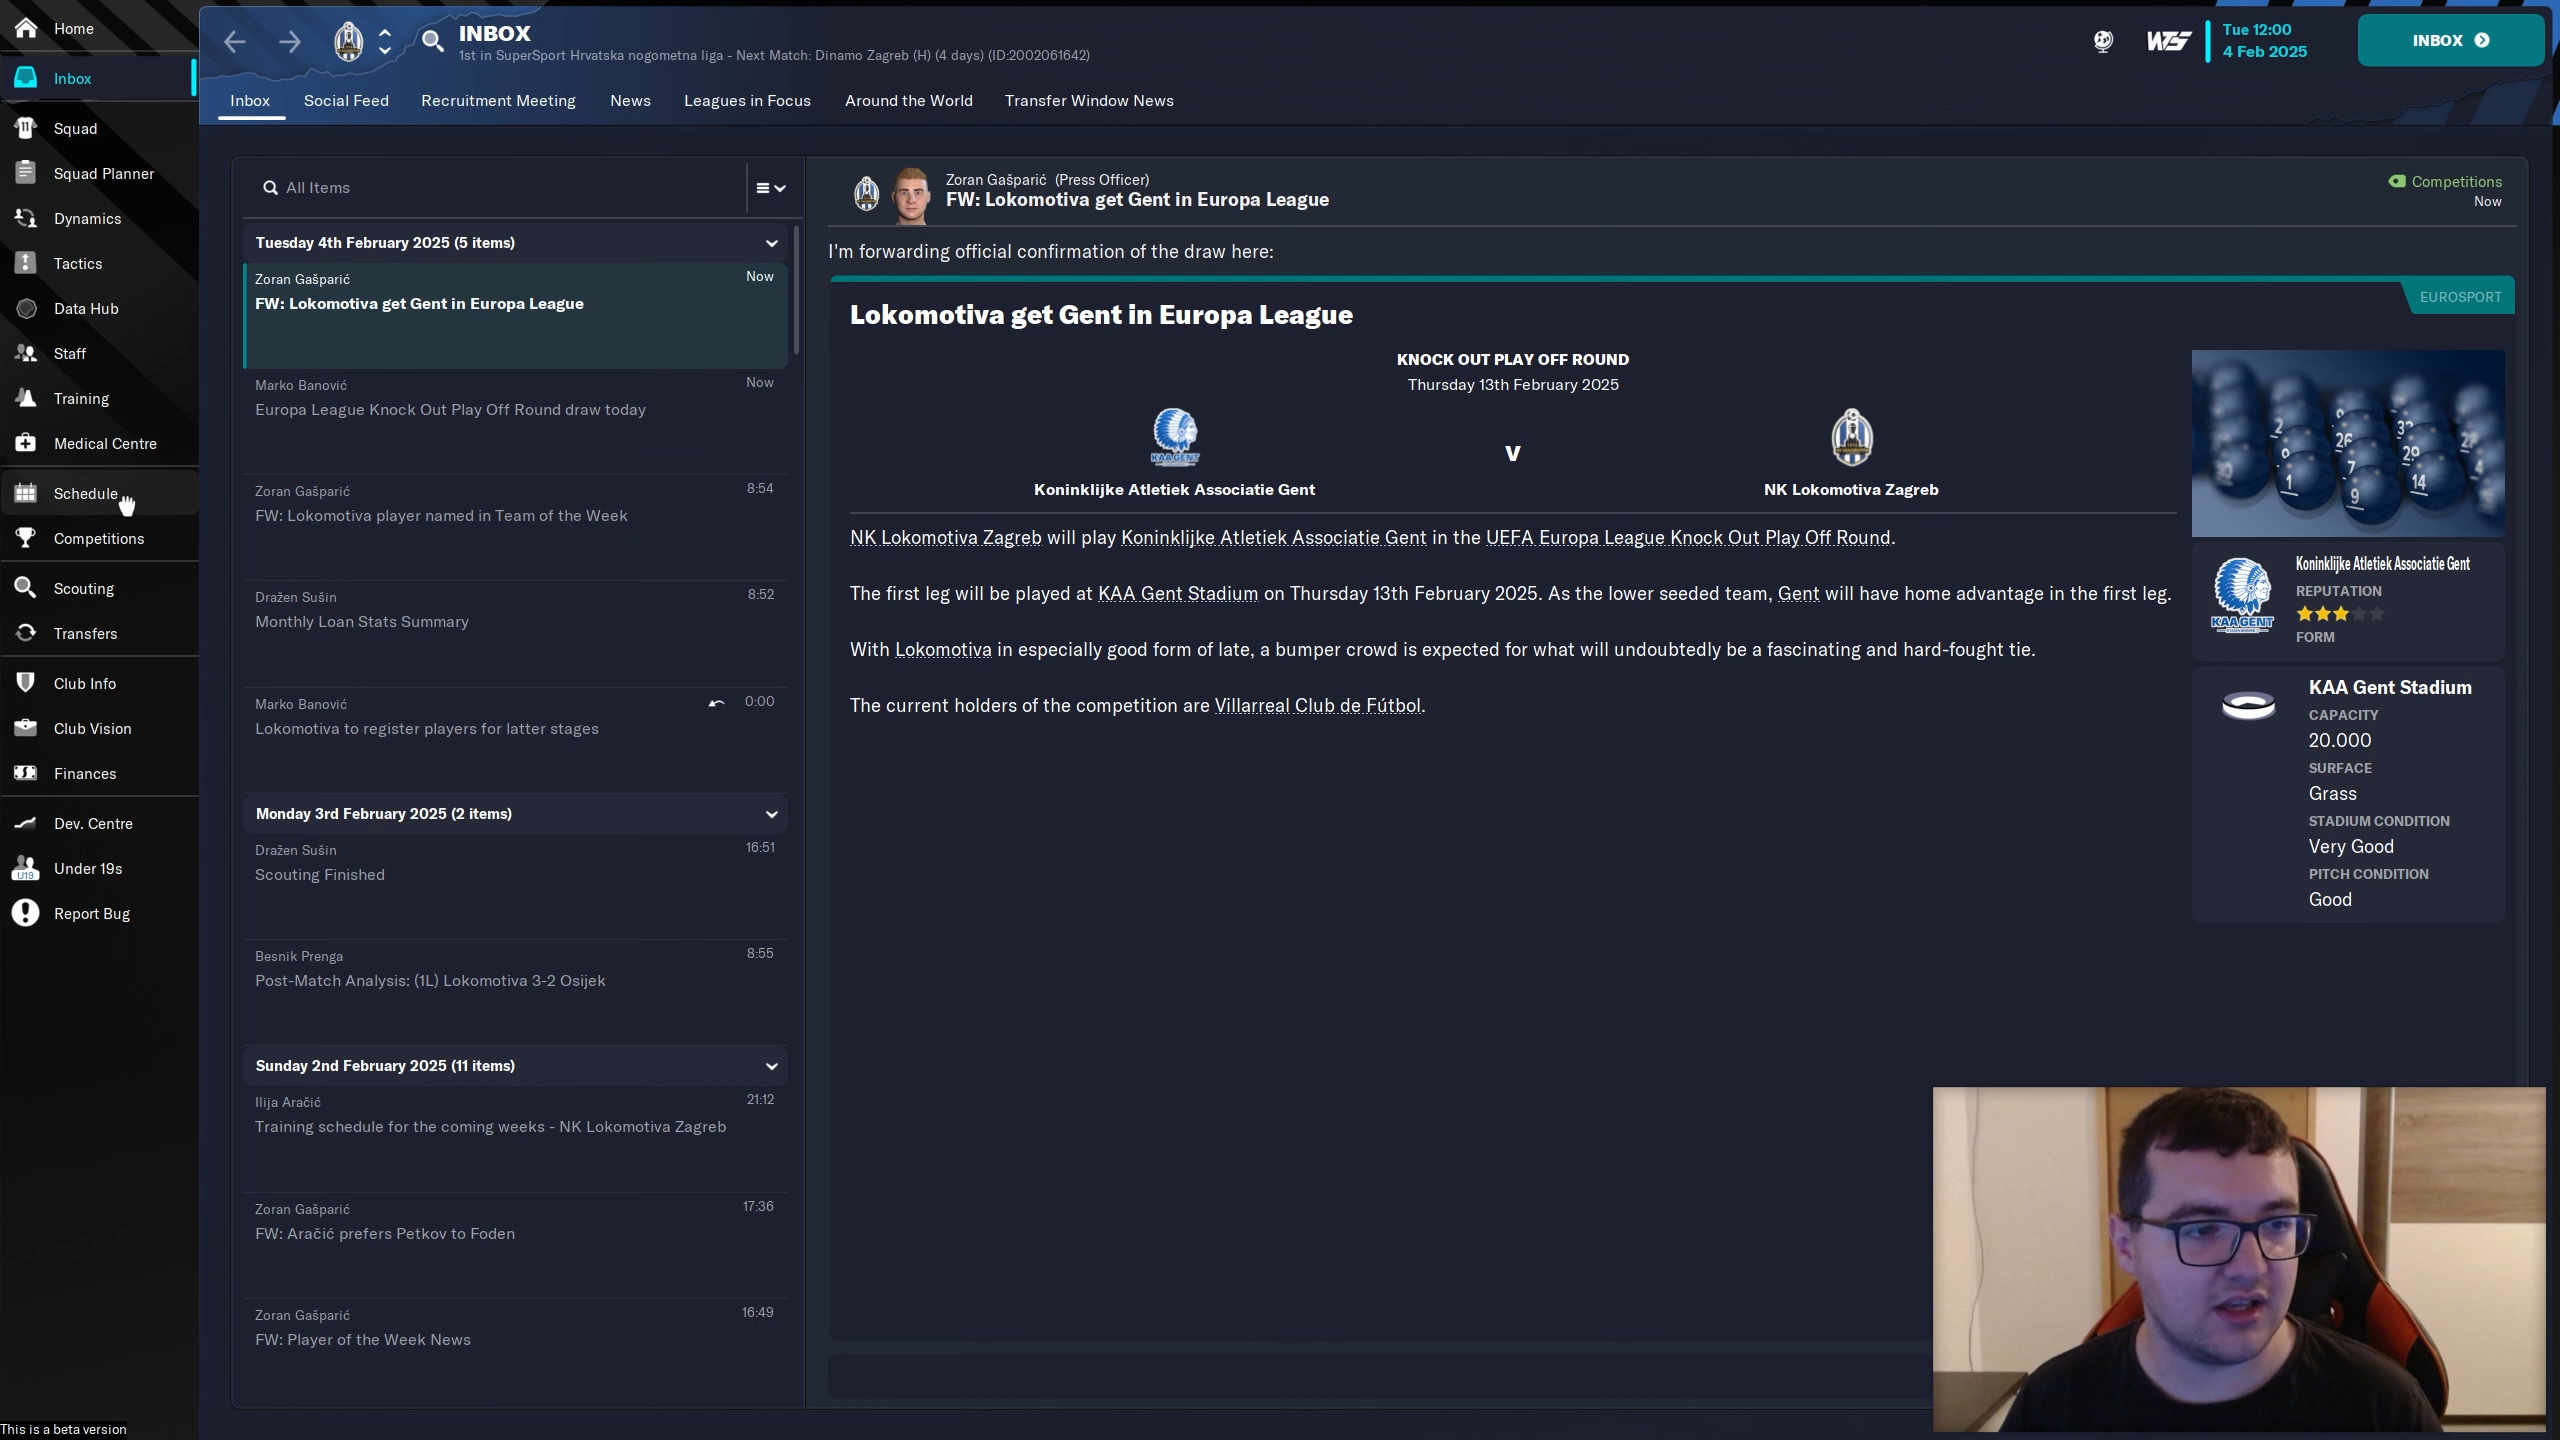 Home
Inbox
Squad
Squad Planner
Dynamics
Tactics
Data Hub
Staff
Training
Medical Centre
Schedule
Competitions
Scouting
Transfers
Club Info
Club Vision
Finances
Dev. Centre
U19
Under 19s
Report Bug
This is a beta version
INBOX
1st in SuperSport Hrvatska nogometna liga - Next Match: Dinamo Zagreb (H) (4 days) (ID:2002061642)
Tue 12:00
4 Feb 2025
INBOX
Inbox Social Feed Recruitment Meeting News Leagues in Focus Around the World Transfer Window News
All Items
Tuesday 4th February 2025 (5 items)
Zoran Gašparić Now
FW: Lokomotiva get Gent in Europa League
Marko Banović Now
Europa League Knock Out Play Off Round draw today
Zoran Gašparić 8:54
FW: Lokomotiva player named in Team of the Week
Dražen Sušin 8:52
Monthly Loan Stats Summary
Marko Banović 0:00
Lokomotiva to register players for latter stages
Monday 3rd February 2025 (2 items)
Dražen Sušin 16:51
Scouting Finished
Besnik Prenga 8:55
Post-Match Analysis: (1L) Lokomotiva 3-2 Osijek
Sunday 2nd February 2025 (11 items)
Ilija Aračić 21:12
Training schedule for the coming weeks - NK Lokomotiva Zagreb
Zoran Gašparić 17:36
FW: Aračić prefers Petkov to Foden
Zoran Gašparić 16:49
FW: Player of the Week News
Zoran Gašparić (Press Officer)
FW: Lokomotiva get Gent in Europa League
Competitions
Now
I'm forwarding official confirmation of the draw here:
EUROSPORT
Lokomotiva get Gent in Europa League
KNOCK OUT PLAY OFF ROUND
Thursday 13th February 2025
KAA GENT
v
Koninklijke Atletiek Associatie Gent NK Lokomotiva Zagreb
NK Lokomotiva Zagreb will play Koninklijke Atletiek Associatie Gent in the UEFA Europa League Knock Out Play Off Round.
The first leg will be played at KAA Gent Stadium on Thursday 13th February 2025. As the lower seeded team, Gent will have home advantage in the first leg.
With Lokomotiva in especially good form of late, a bumper crowd is expected for what will undoubtedly be a fascinating and hard-fought tie.
The current holders of the competition are Villarreal Club de Fútbol.
Koninklijke Atletiek Associatie Gent
REPUTATION
FORM
KAA GENT
KAA Gent Stadium
CAPACITY
20.000
SURFACE
Grass
STADIUM CONDITION
Very Good
PITCH CONDITION
Good